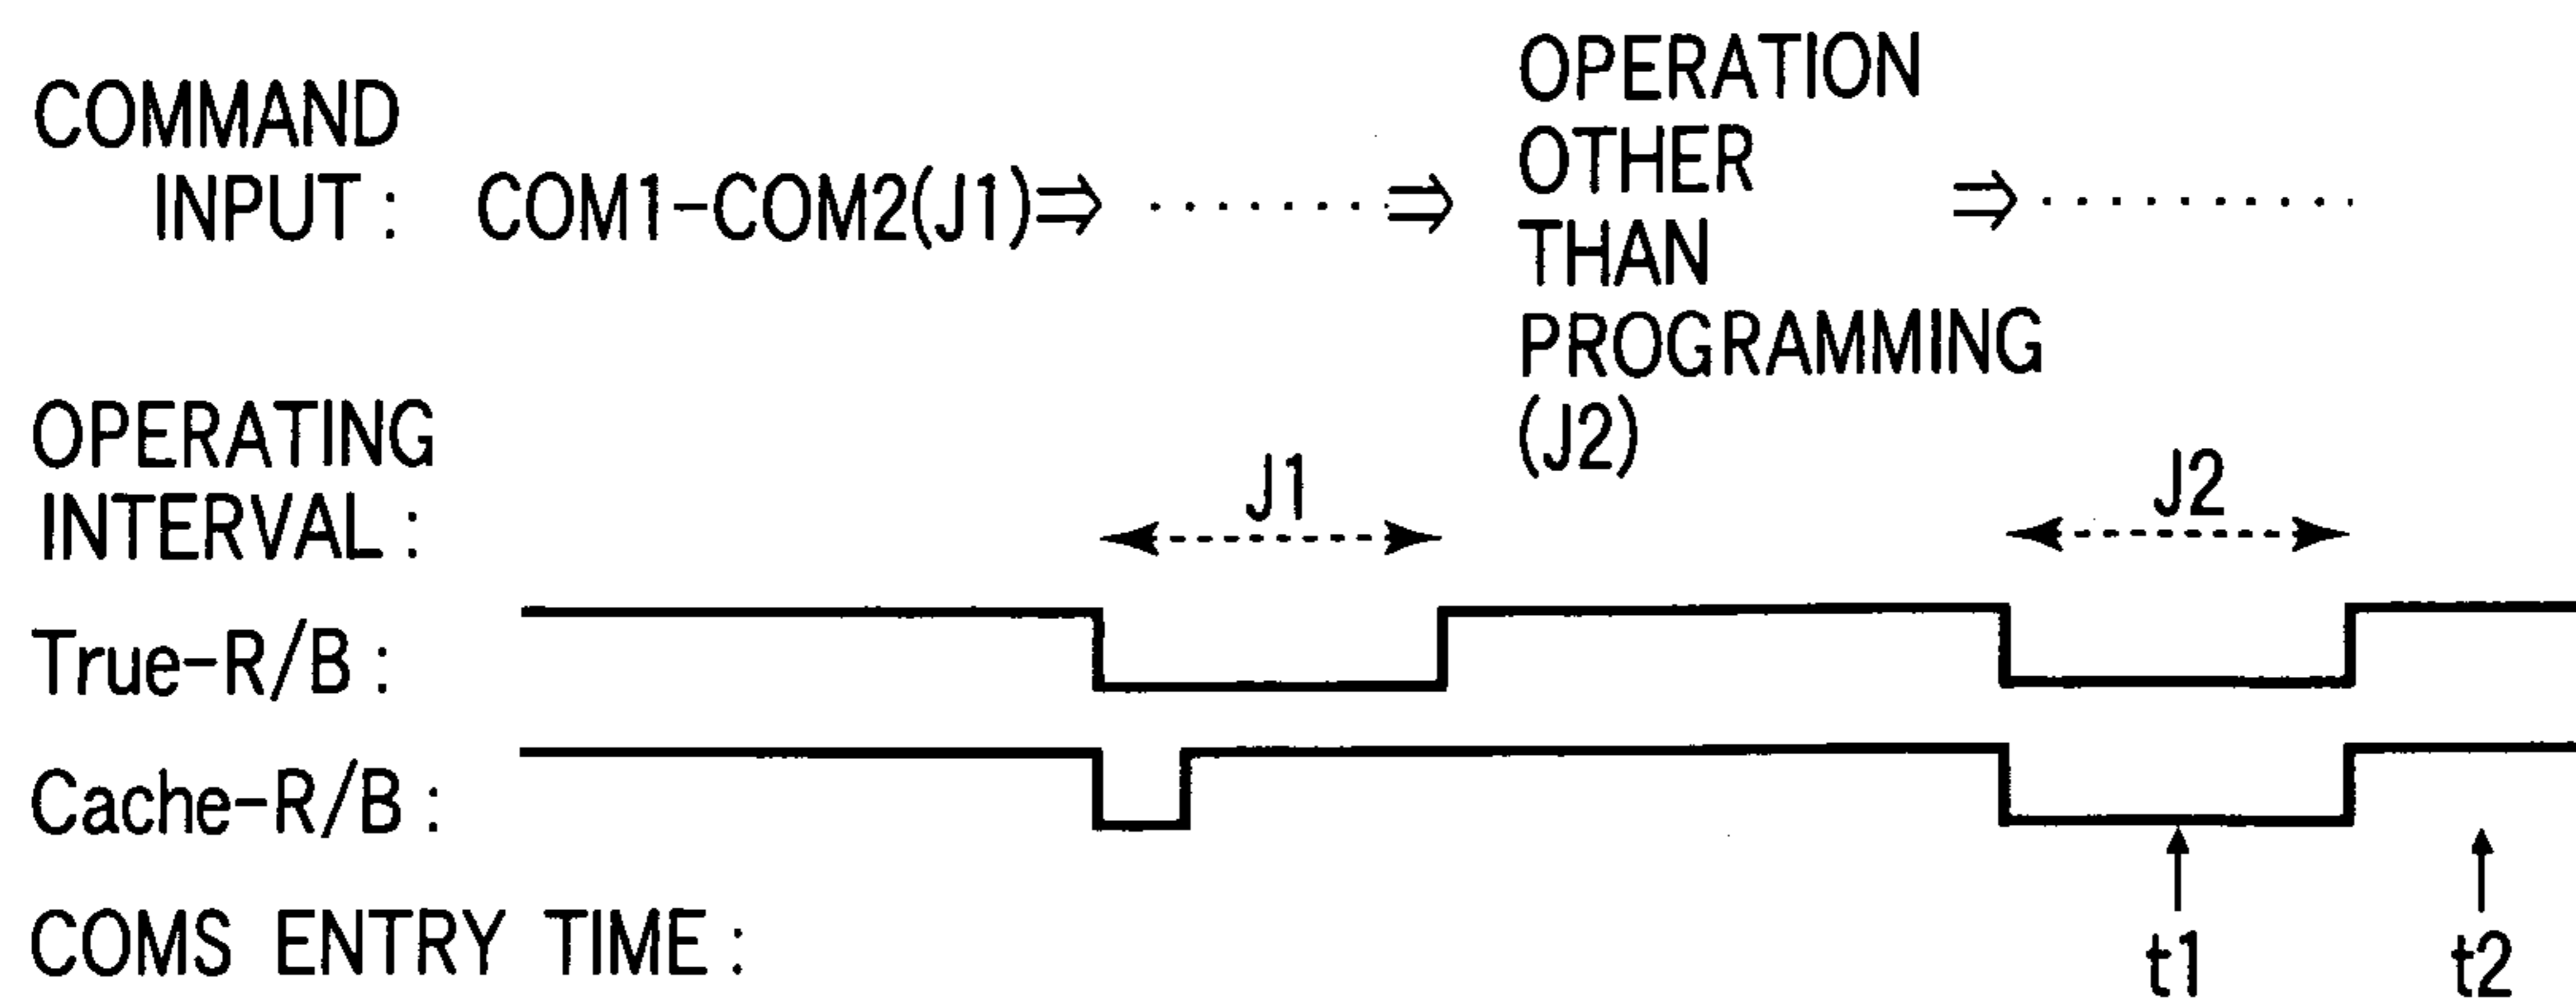 COMMAND
INPUT : COM1-COM2(J1)⇒ ········⇒
OPERATION
OTHER
THAN
PROGRAMMING
(J2)
⇒··········
OPERATING
INTERVAL :
J1
J2
True-R/B :
Cache-R/B :
COMS ENTRY TIME :
t1
t2